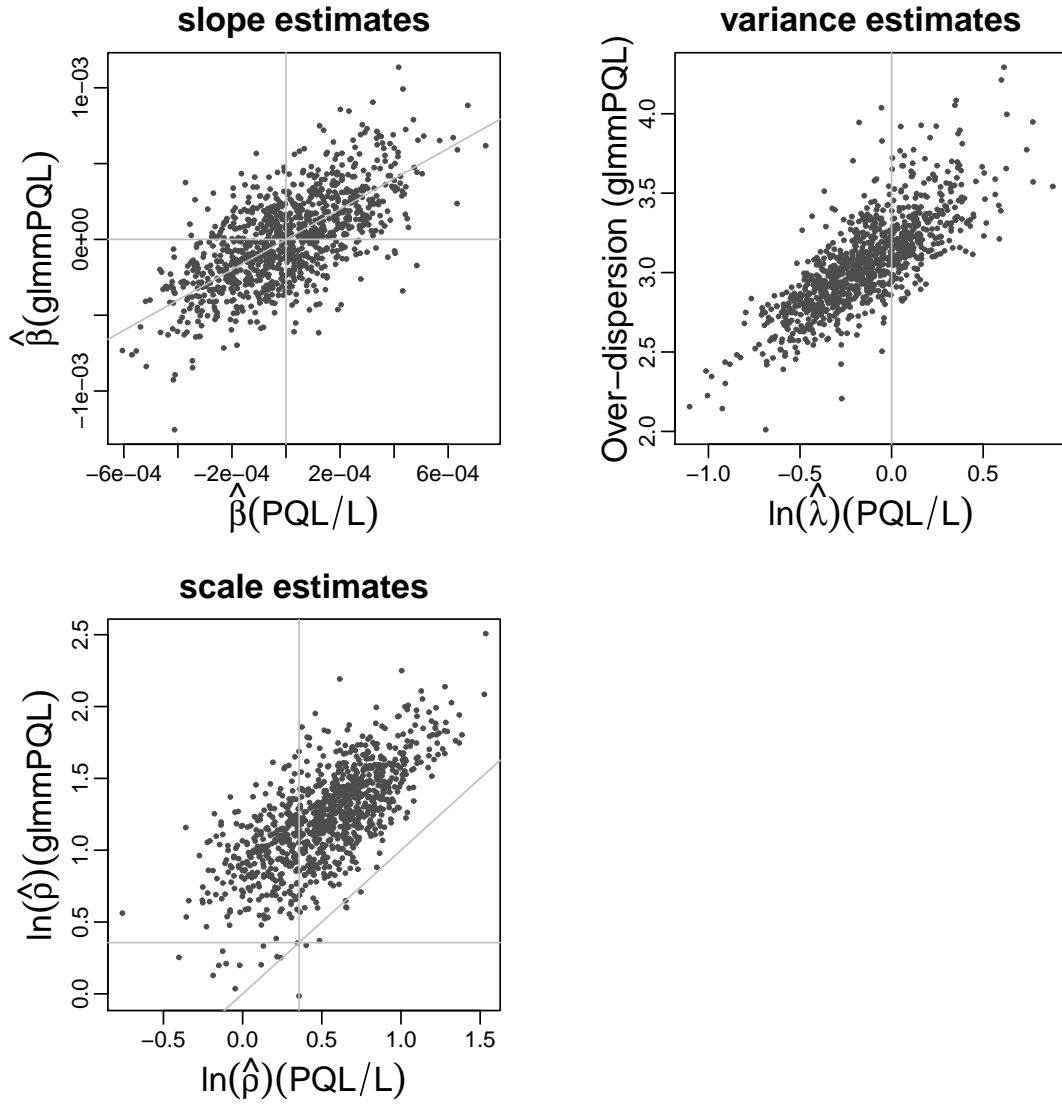 slope estimates
1e−03
0e+00
−1e−03
β̂(glmmPQL)
−6e−04 −2e−04 2e−04 6e−04
β̂(PQL/L)
variance estimates
4.0
3.5
3.0
2.5
2.0
Over−dispersion (glmmPQL)
−1.0 −0.5 0.0 0.5
ln(λ̂)(PQL/L)
scale estimates
2.5
2.0
1.5
1.0
0.5
0.0
ln(ρ̂)(glmmPQL)
−0.5 0.0 0.5 1.0 1.5
ln(ρ̂)(PQL/L)